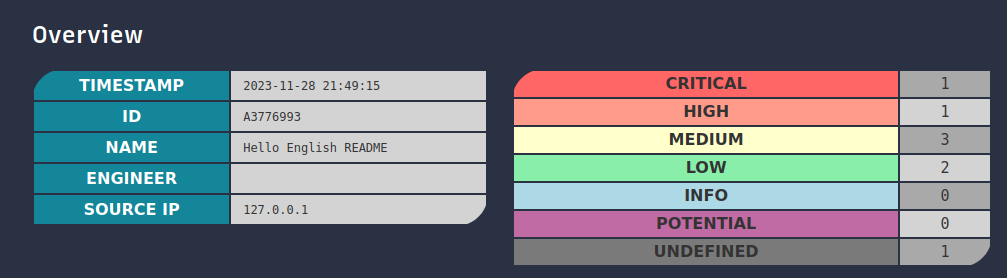 Overview
TIMESTAMP 2023-11-28 21:49:15
ID A3776993
NAME Hello English README
ENGINEER
SOURCE IP 127.0.0.1
CRITICAL 1
HIGH 1
MEDIUM 3
LOW 2
INFO 0
POTENTIAL 0
UNDEFINED 1